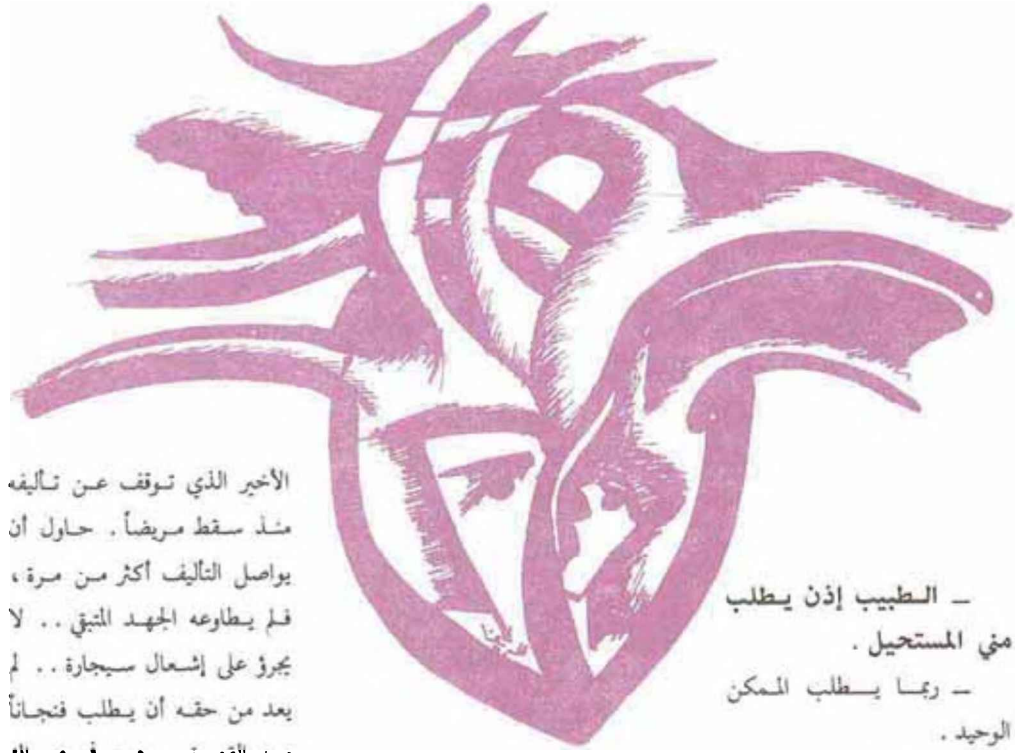 ـ الطبيب إذن يطلب
مني المستحيل .
ـ ربما يطلب الممكن
الوحيد .
الأخير الذي توقف عن تأليفه
منذ سقط مريضاً . حاول أن
يواصل التأليف أكثر من مرة ،
فلم يطاوعه الجهد المتبقي . . لا
يجرؤ على إشعال سيجارة . . لم
يعد من حقه أن يطلب فنجاناً